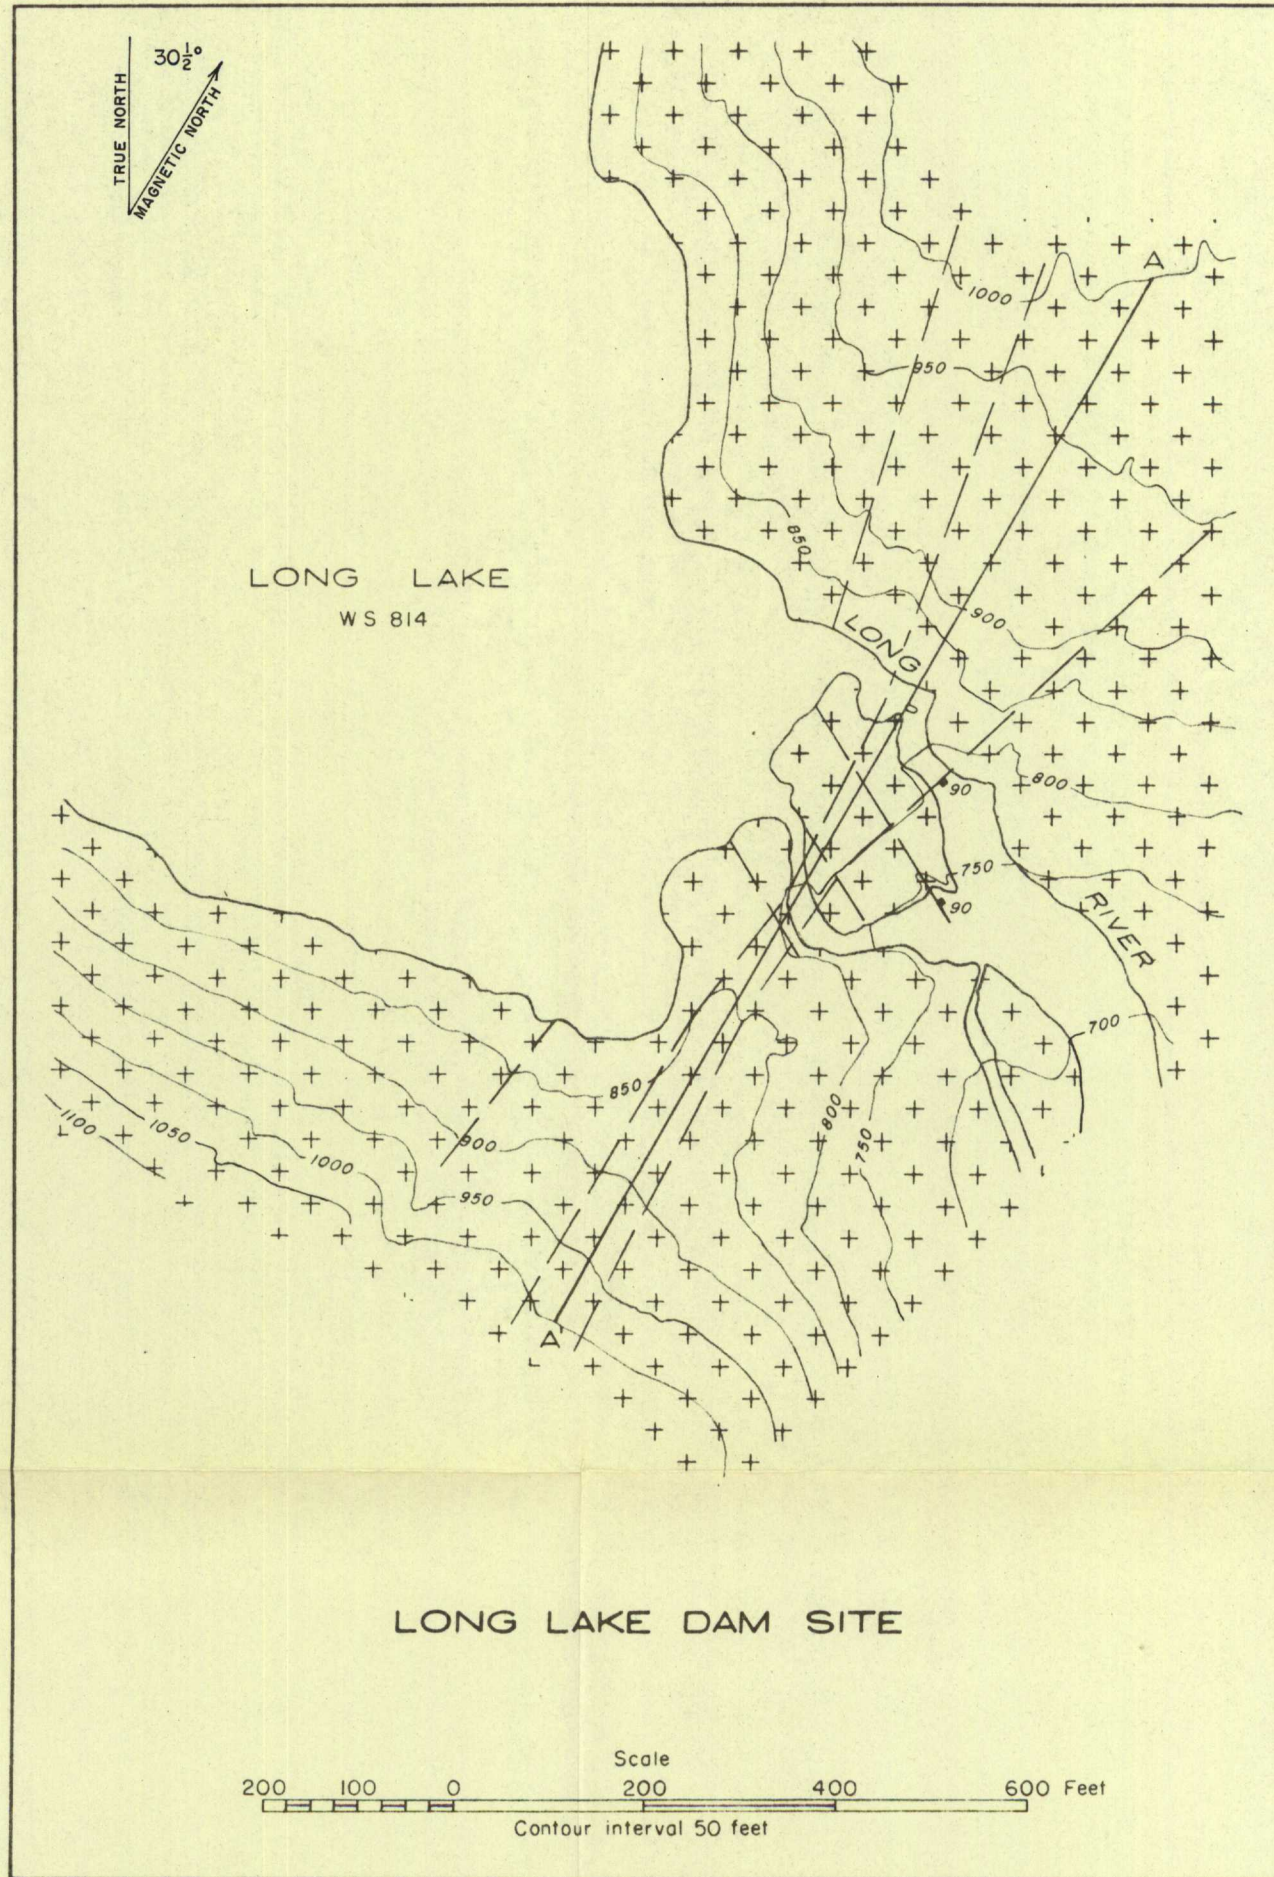 30½°
TRUE NORTH
MAGNETIC NORTH
A
1000
950
850
LONG LAKE
WS 814
900
LONG
800
90
750
90
RIVER
700
850
800
1100
1050
900
750
1000
950
A'
LONG LAKE DAM SITE
Scale
200 100 0 200 400 600 Feet
Contour interval 50 feet